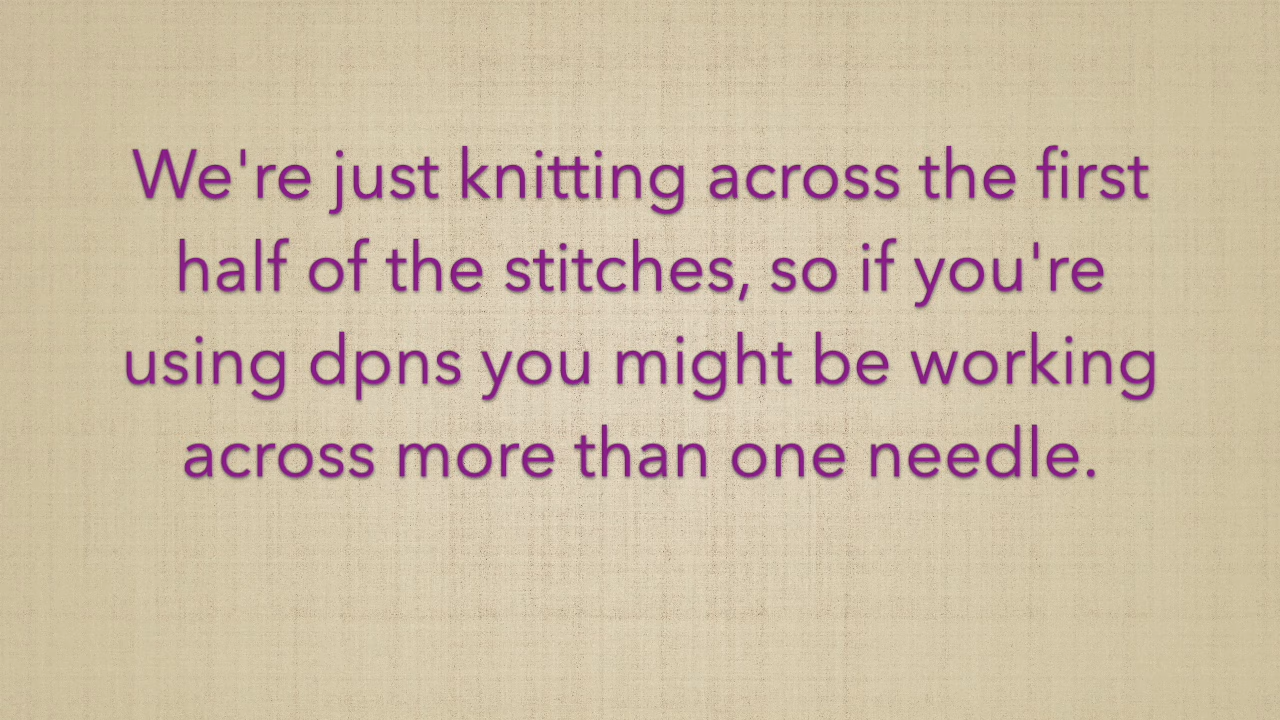 We're just knitting across the first
half of the stitches, so if you're
using dpns you might be working
across more than one needle.